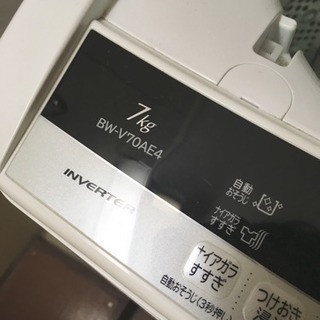 7kg
BW-V70AE4
INVERTER
自動
おそうじ
ナイアガラ
すすぎ
ナイアガラ
すすぎ
自動おそうじ(3秒押し
つけおき